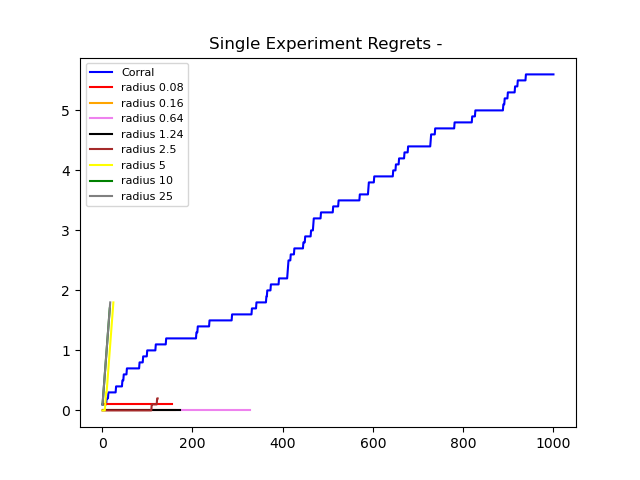 Single Experiment Regrets -
Corral
radius 0.08
radius 0.16
radius 0.64
radius 1.24
radius 2.5
radius 5
radius 10
radius 25
5
4
3
2
1
0
0 200 400 600 800 1000